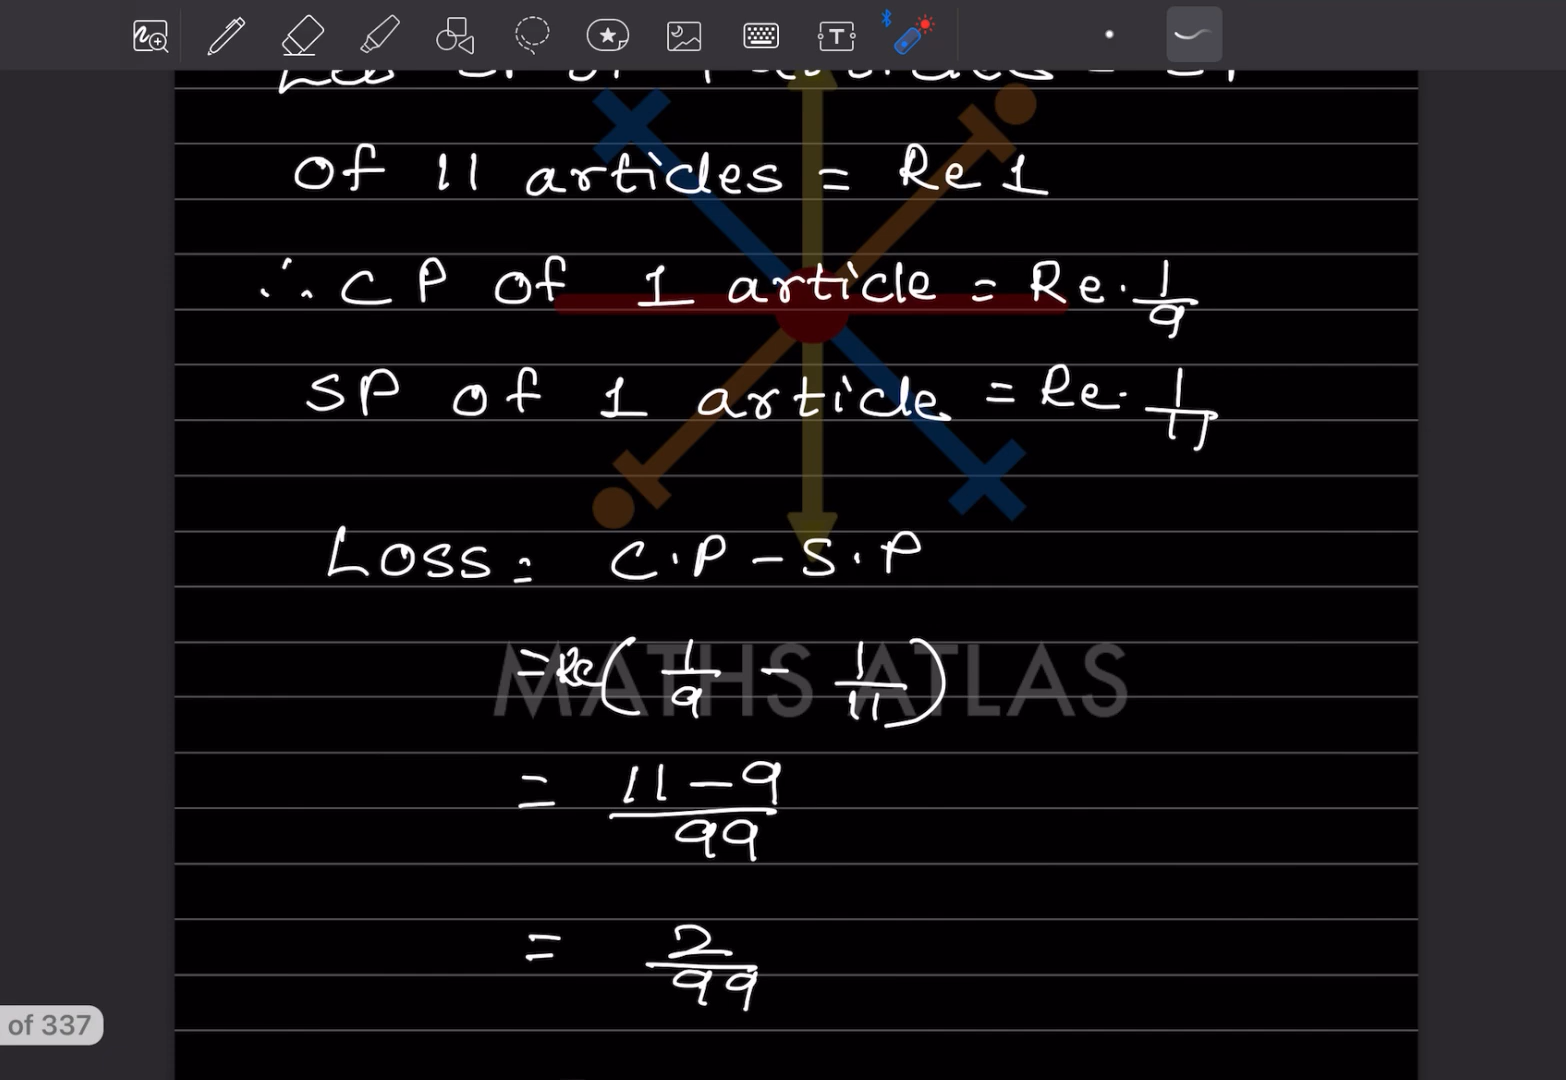 of 11 articles = Re 1
∴ C P of 1 article = Re. 1/9
SP of 1 article = Re. 1/11
Loss = C.P - S.P
= Re ( 1/9 - 1/11 )
MATHS ATLAS
= 11 - 9 / 99
= 2/99
of 337